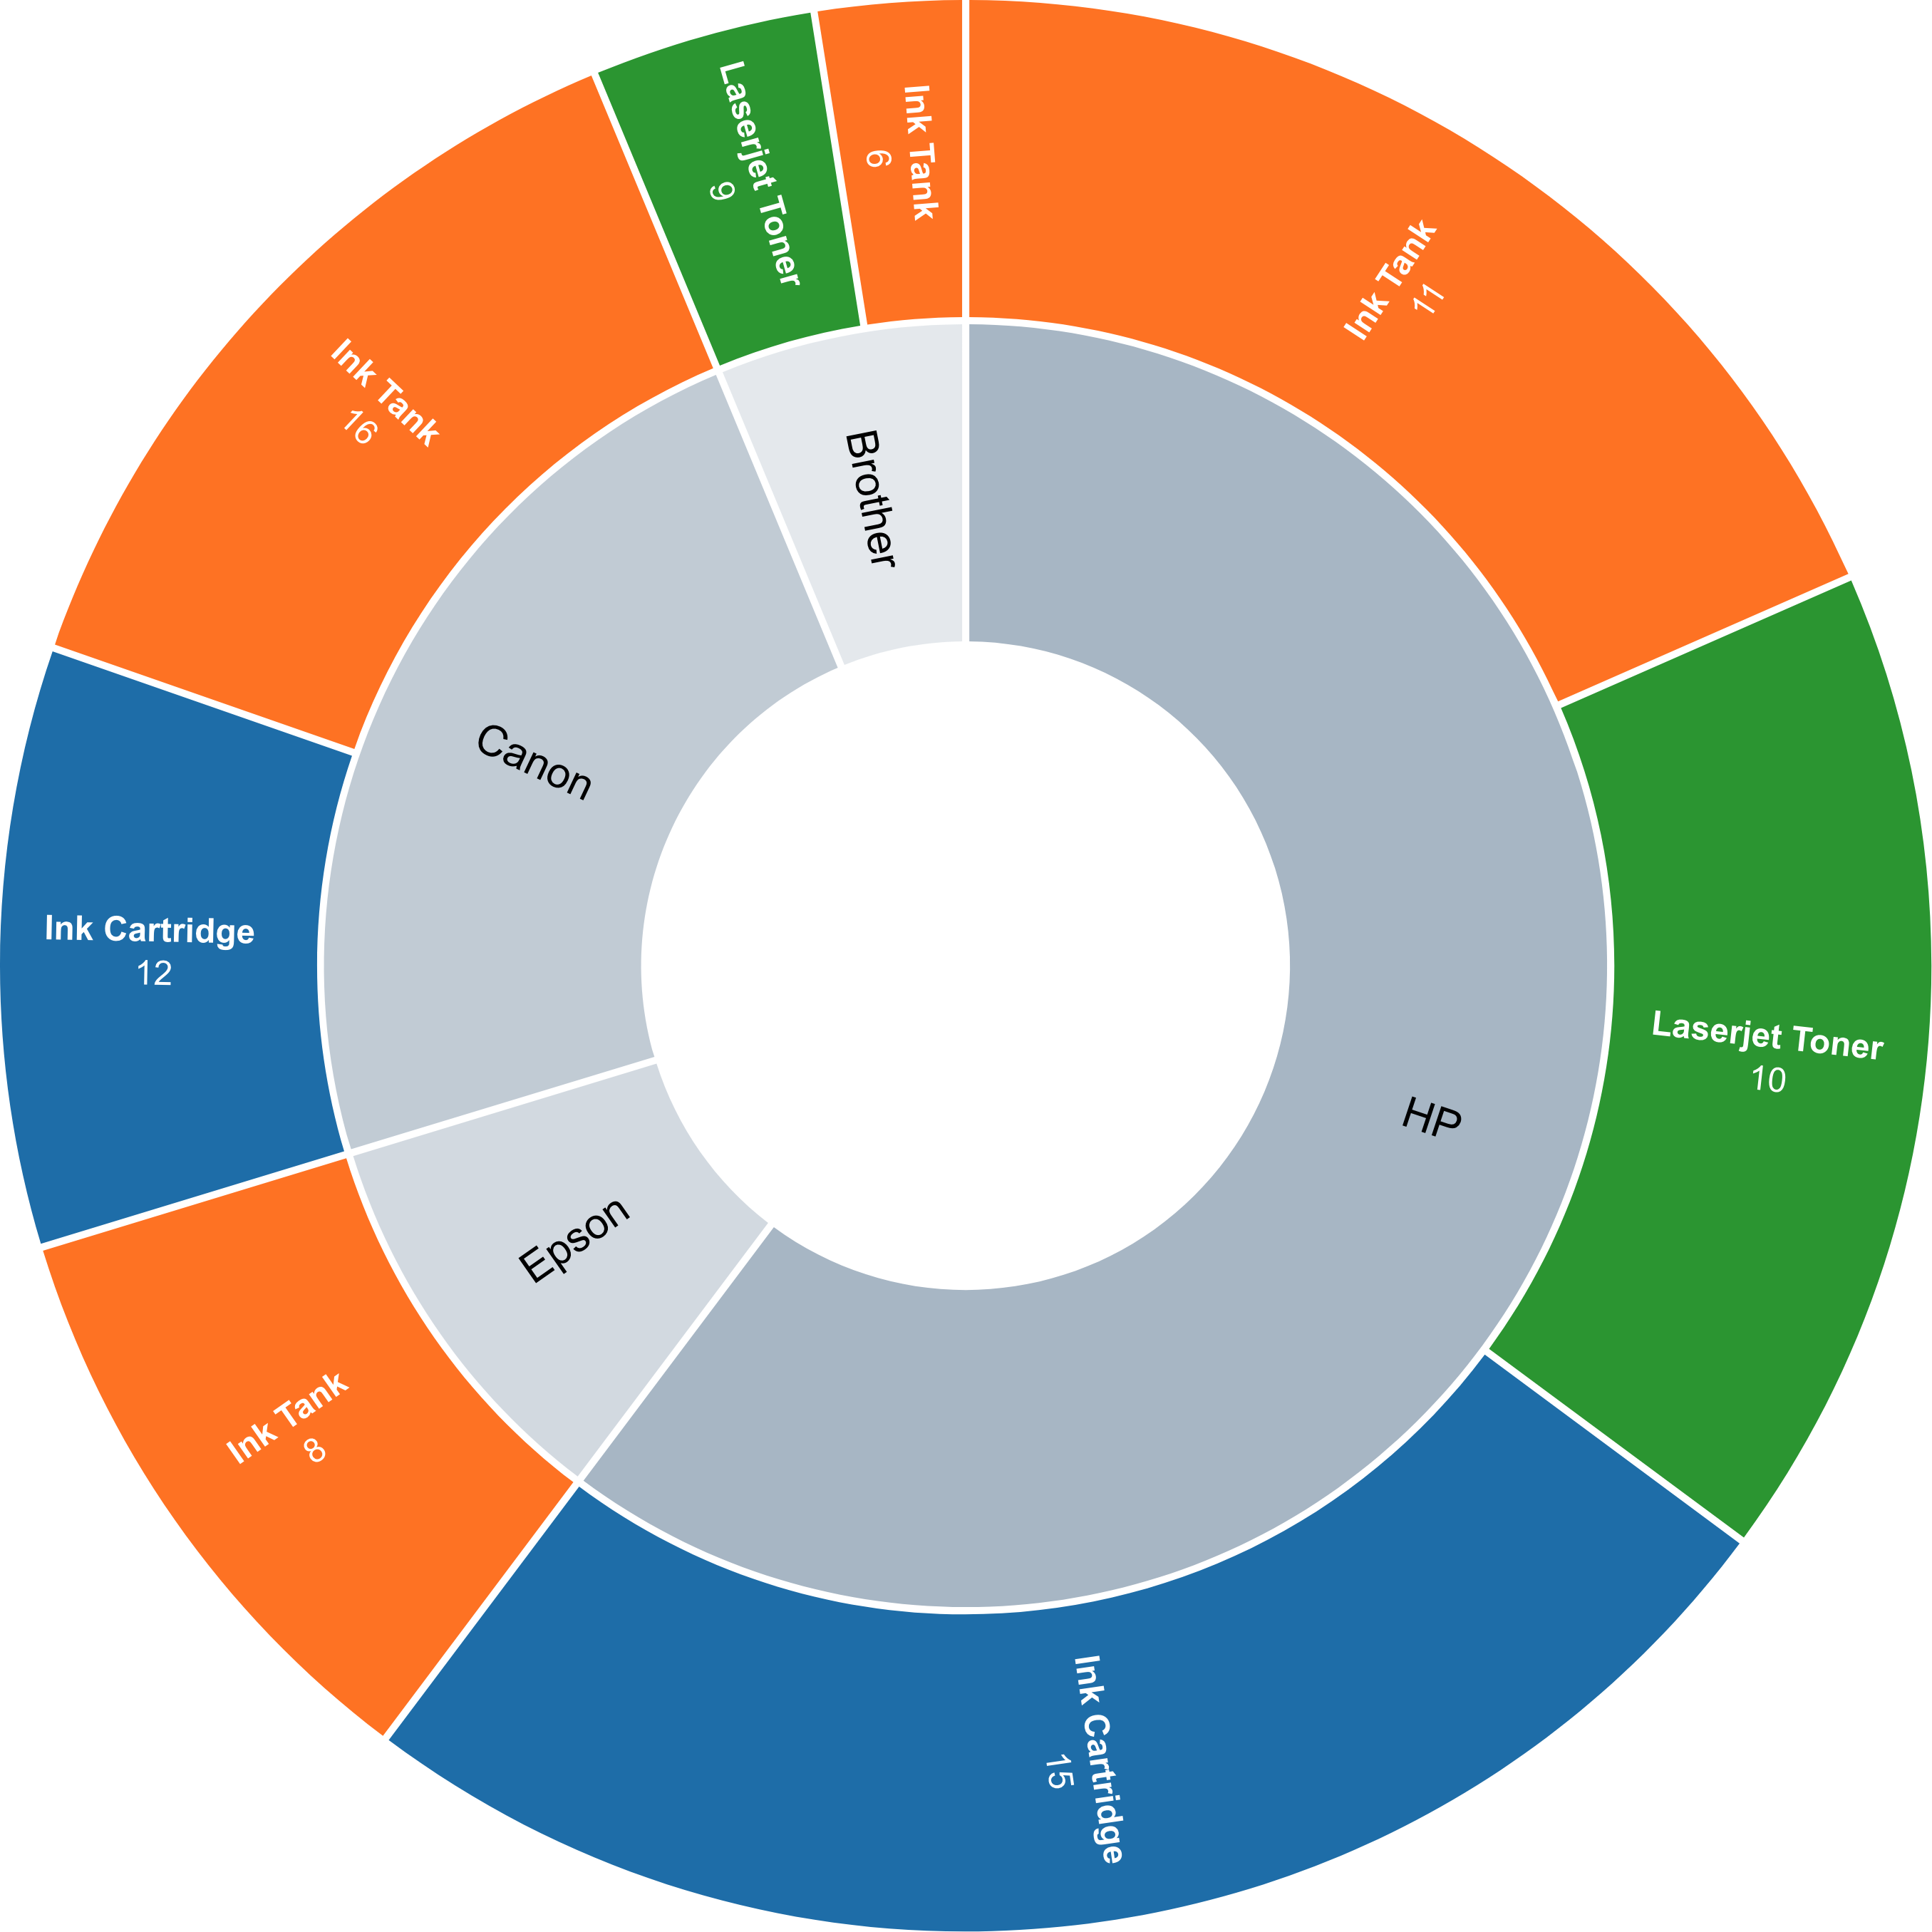 HP
Ink Tank
11
Laserjet Toner
10
Ink Cartridge
15
Epson
Ink Tank
8
Canon
Ink Cartridge
12
Ink Tank
16
Brother
Laserjet Toner
9
Ink Tank
6